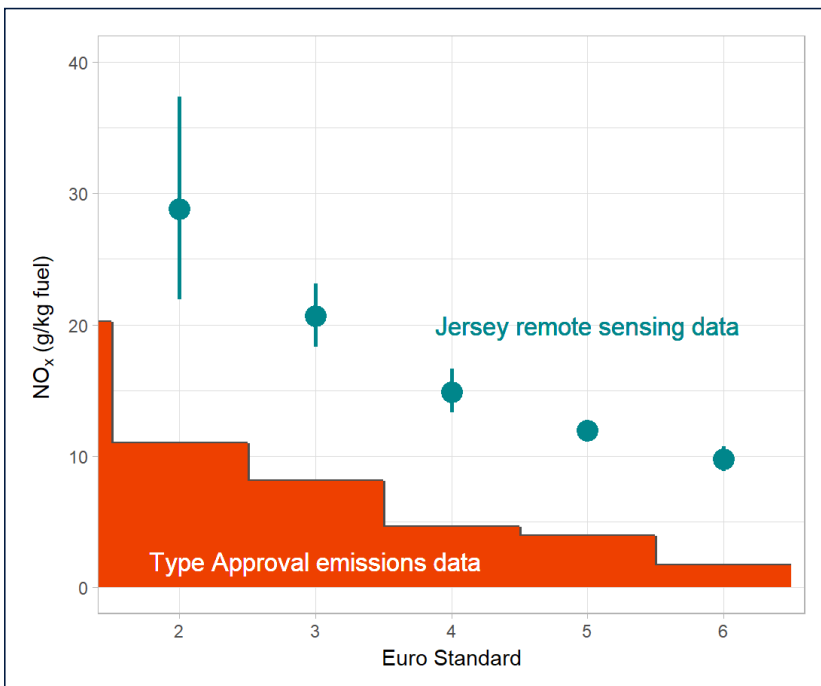 40
30
20
10
0
NOx (g/kg fuel)
Jersey remote sensing data
Type Approval emissions data
2 3 4 5 6
Euro Standard